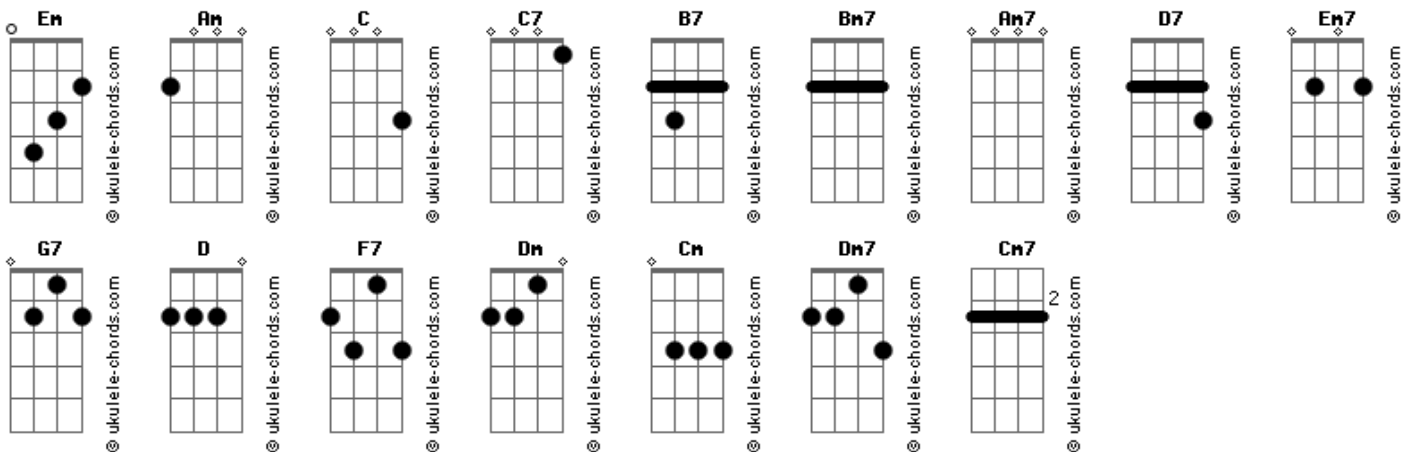 Em Am C C7 B7 Bm7 Am7 D7 Em7
© ukulele-chords.com © ukulele-chords.com © ukulele-chords.com © ukulele-chords.com © ukulele-chords.com © ukulele-chords.com © ukulele-chords.com © ukulele-chords.com © ukulele-chords.com
G7 D F7 Dm Cm Dm7 Cm7
2
© ukulele-chords.com © ukulele-chords.com © ukulele-chords.com © ukulele-chords.com © ukulele-chords.com © ukulele-chords.com © ukulele-chords.com